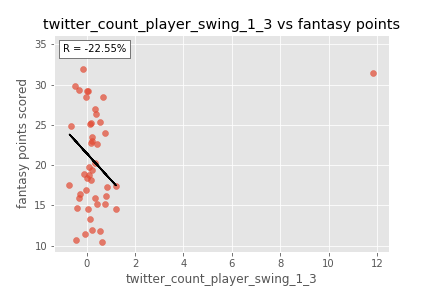 twitter_count_player_swing_1_3 vs fantasy points
R = -22.55%
fantasy points scored
35
30
25
20
15
10
0 2 4 6 8 10 12
twitter_count_player_swing_1_3